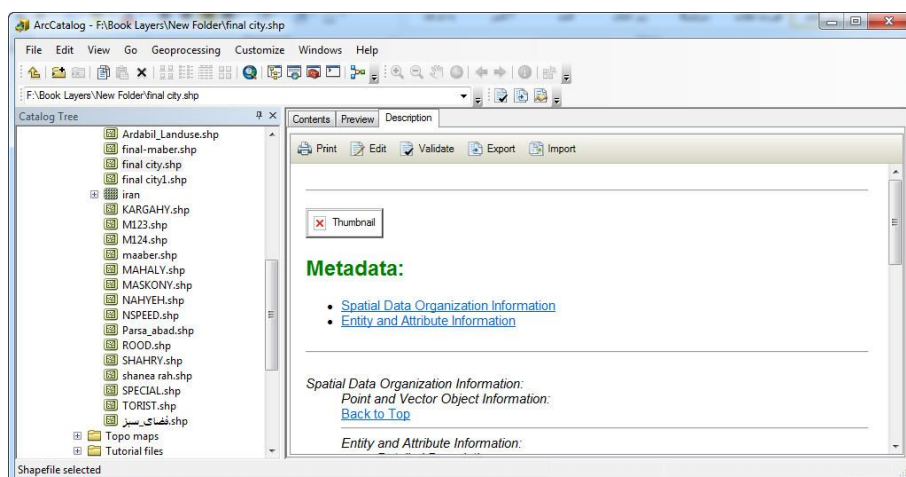 ArcCatalog - F:\Book Layers\New Folder\final city.shp
File Edit View Go Geoprocessing Customize Windows Help
F:\Book Layers\New Folder\final city.shp
Catalog Tree
Ardabil_Landuse.shp
final-maber.shp
final city.shp
final city1.shp
iran
KARGAHY.shp
M123.shp
M124.shp
maaber.shp
MAHALY.shp
MASKONY.shp
NAHYEH.shp
NSPEED.shp
Parsa_abad.shp
ROOD.shp
SHAHRY.shp
shanea rah.shp
SPECIAL.shp
TORIST.shp
فضای_سبز.shp
Topo maps
Tutorial files
Contents Preview Description
Print Edit Validate Export Import
Thumbnail
Metadata:
Spatial Data Organization Information
Entity and Attribute Information
Spatial Data Organization Information:
Point and Vector Object Information:
Back to Top
Entity and Attribute Information:
Shapefile selected